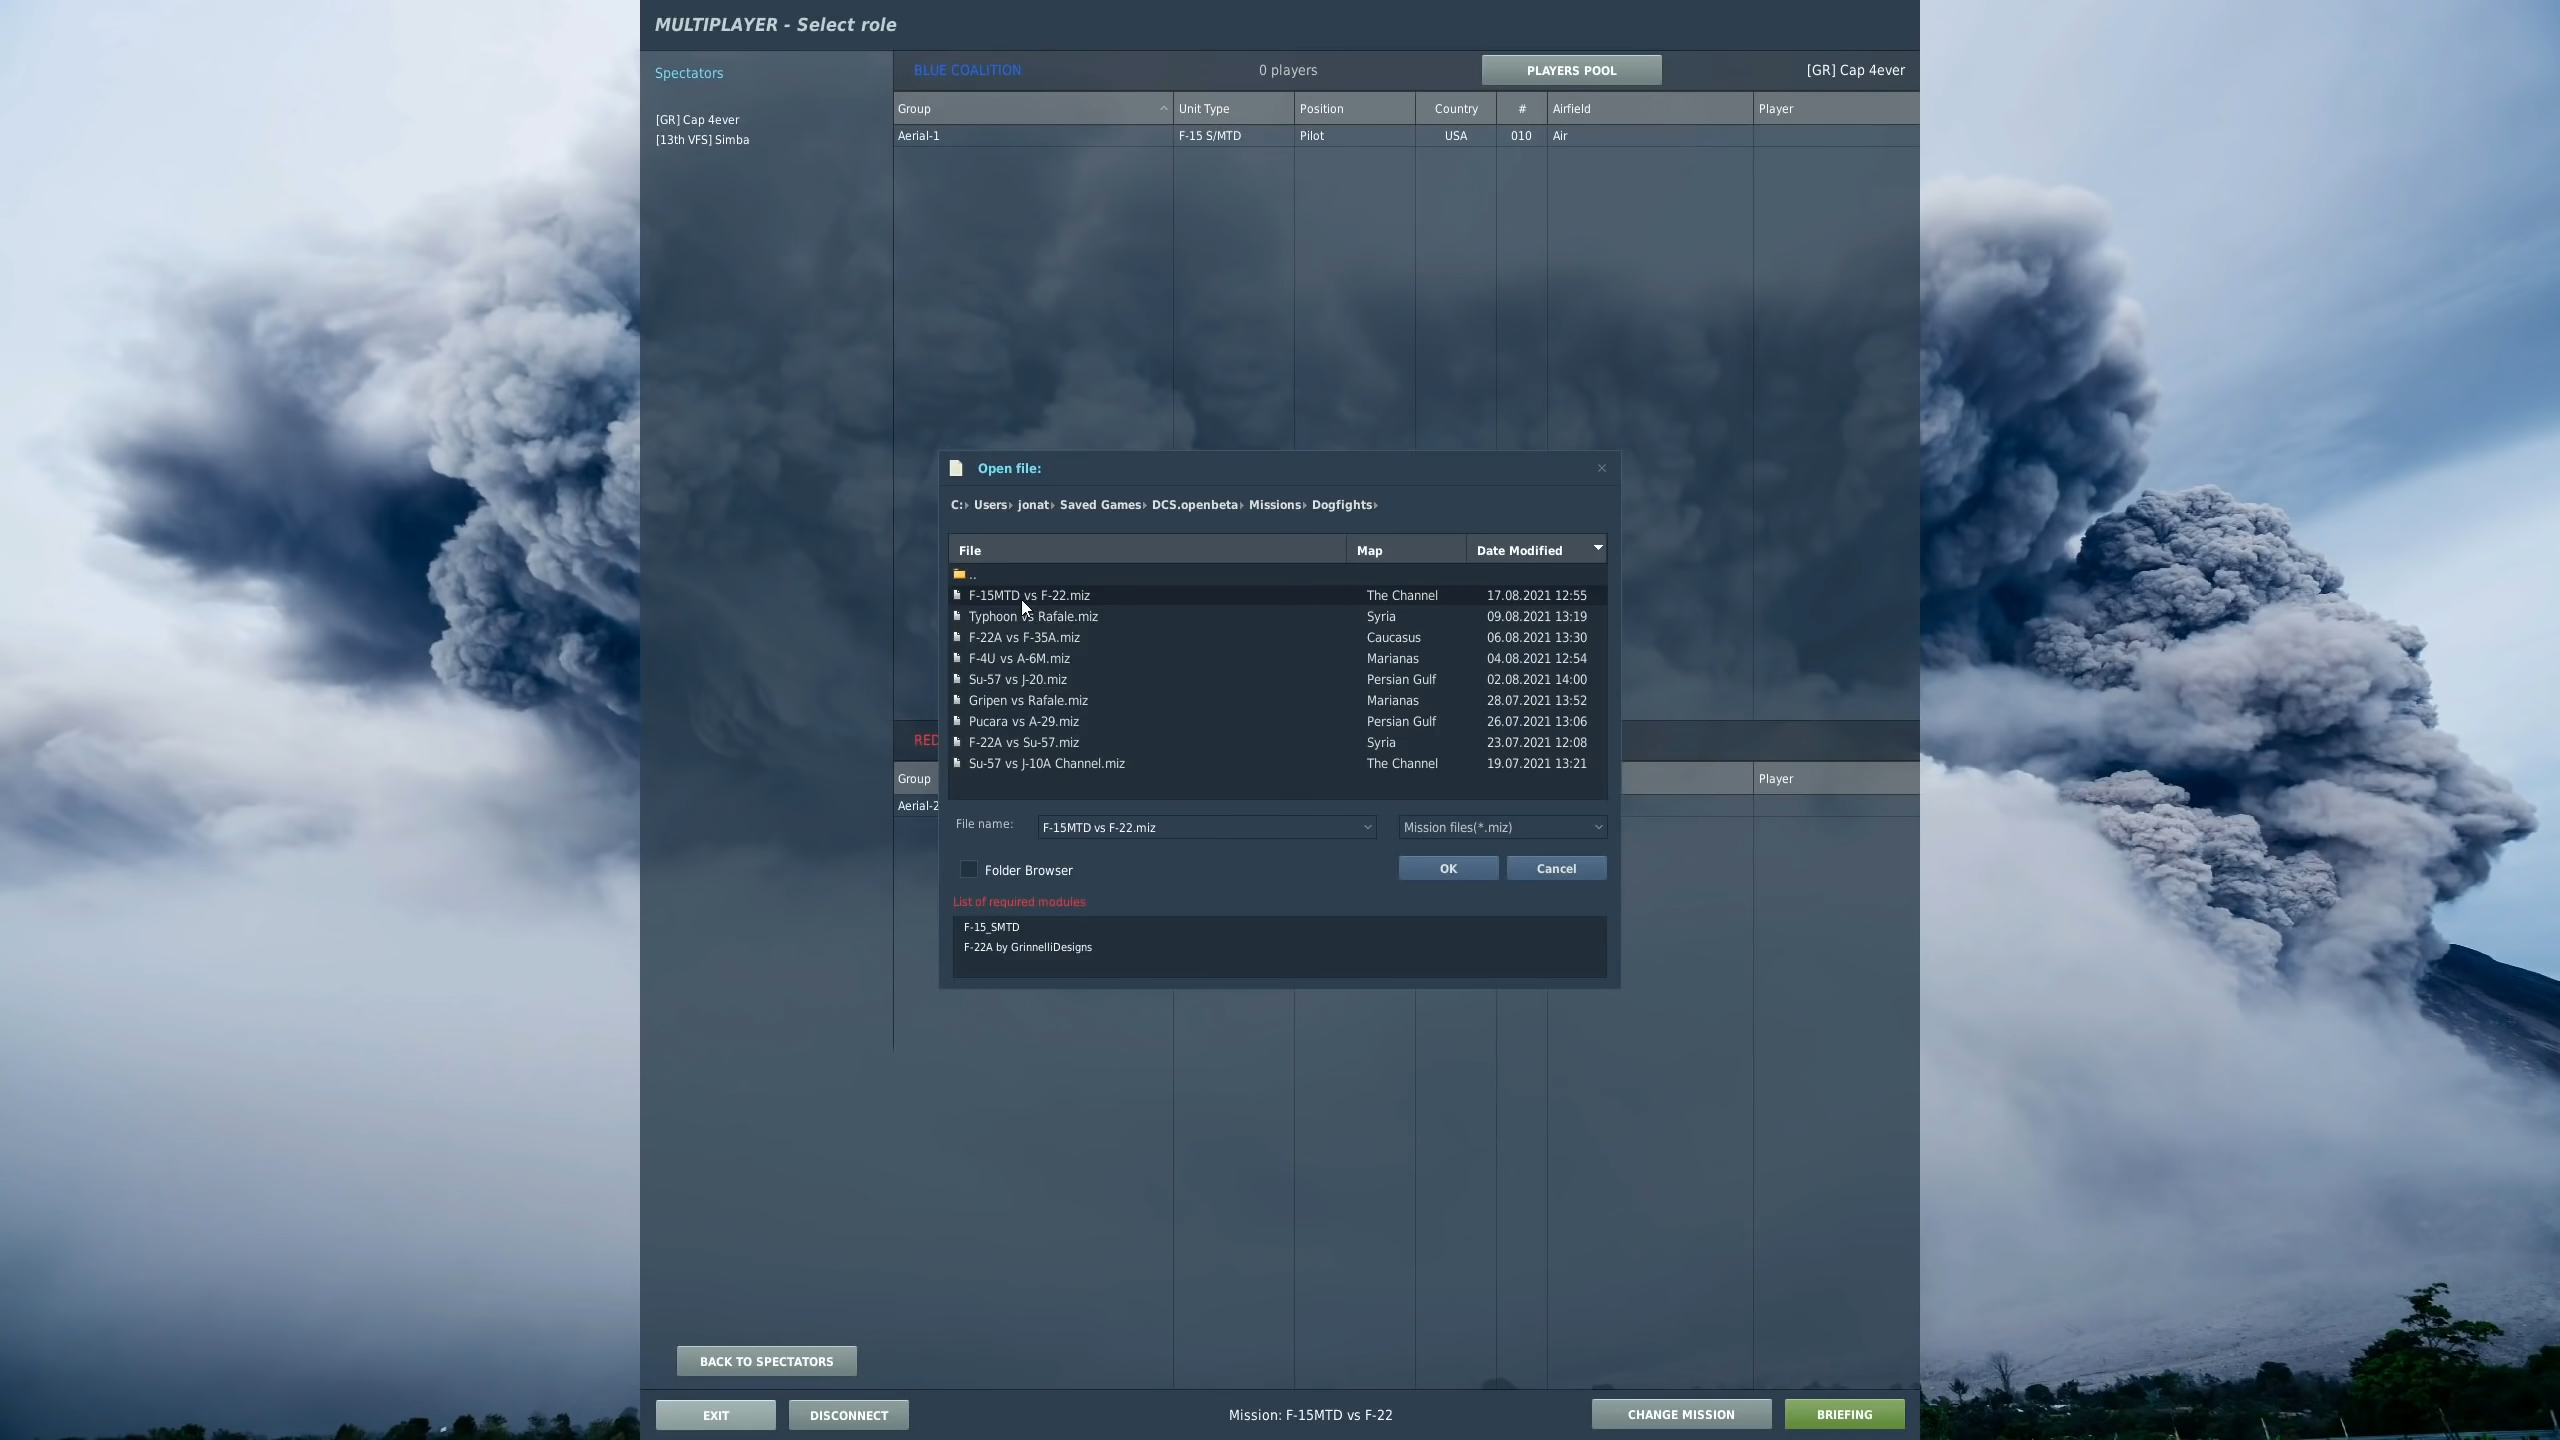 MULTIPLAYER - Select role
Spectators
[GR] Cap 4ever
[13th VFS] Simba
BLUE COALITION 0 players PLAYERS POOL [GR] Cap 4ever
Group Unit Type Position Country # Airfield Player
Aerial-1 F-15 S/MTD Pilot USA 010 Air
Open file:
C: Users jonat Saved Games DCS.openbeta Missions Dogfights
File Map Date Modified
..
F-15MTD vs F-22.miz The Channel 17.08.2021 12:55
Typhoon vs Rafale.miz Syria 09.08.2021 13:19
F-22A vs F-35A.miz Caucasus 06.08.2021 13:30
F-4U vs A-6M.miz Marianas 04.08.2021 12:54
Su-57 vs J-20.miz Persian Gulf 02.08.2021 14:00
Gripen vs Rafale.miz Marianas 28.07.2021 13:52
Pucara vs A-29.miz Persian Gulf 26.07.2021 13:06
F-22A vs Su-57.miz Syria 23.07.2021 12:08
Su-57 vs J-10A Channel.miz The Channel 19.07.2021 13:21
File name: F-15MTD vs F-22.miz Mission files(*.miz)
Folder Browser OK Cancel
List of required modules
F-15_SMTD
F-22A by GrinnelliDesigns
RED
Group Player
Aerial-2
BACK TO SPECTATORS
EXIT DISCONNECT Mission: F-15MTD vs F-22 CHANGE MISSION BRIEFING